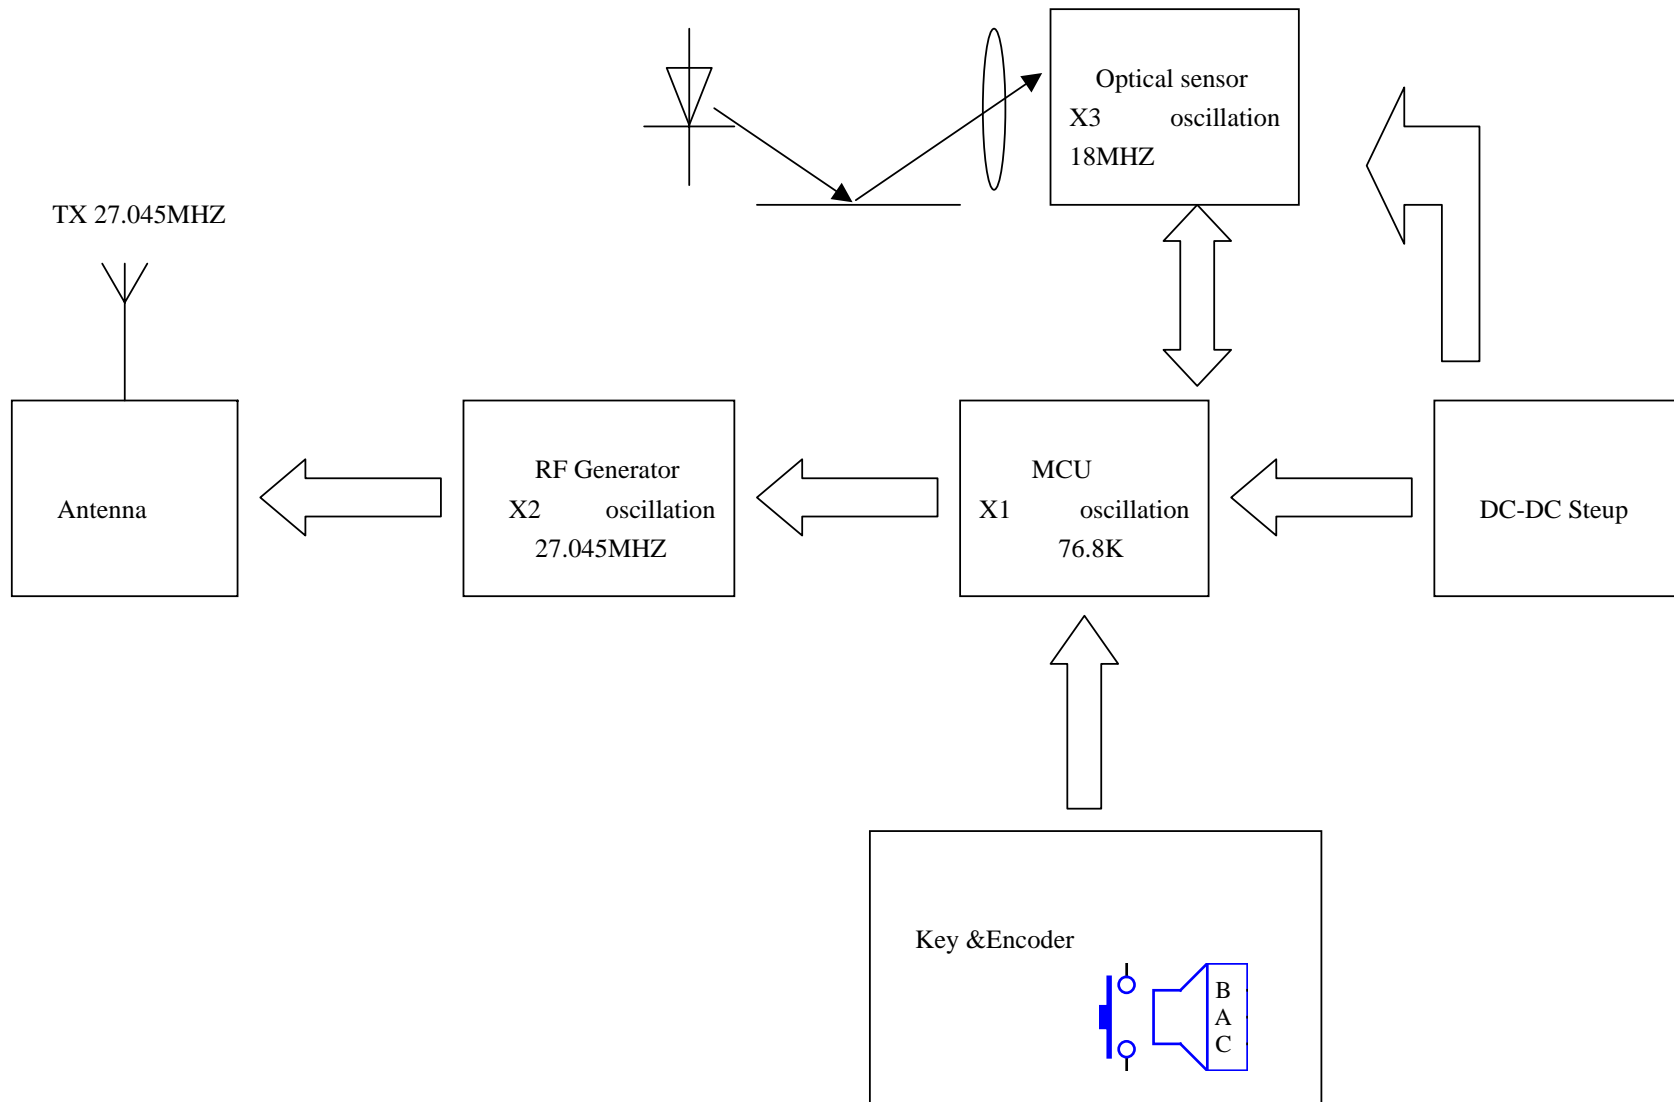 Optical sensor
X3 oscillation
18MHZ
TX 27.045MHZ
Antenna
RF Generator
X2 oscillation
27.045MHZ
MCU
X1 oscillation
76.8K
DC-DC Steup
Key &Encoder
B
A
C